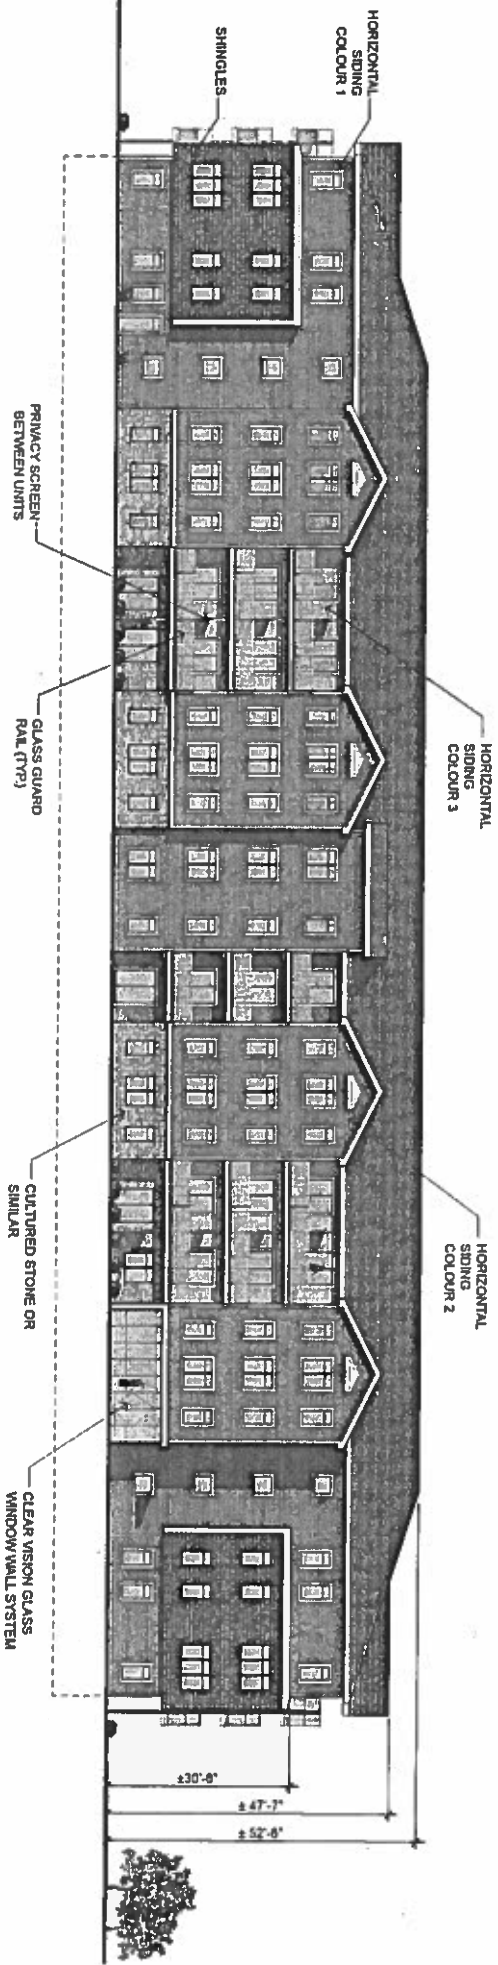 HORIZONTAL
SIDING
COLOUR 1
SHINGLES
HORIZONTAL
SIDING
COLOUR 3
HORIZONTAL
SIDING
COLOUR 2
PRIVACY SCREEN
BETWEEN UNITS
GLASS GUARD
RAIL (TYP.)
CULTURED STONE OR
SIMILAR
CLEAR VISION GLASS
WINDOW WALL SYSTEM
±30'-8"
± 47'-7"
± 52'-6"